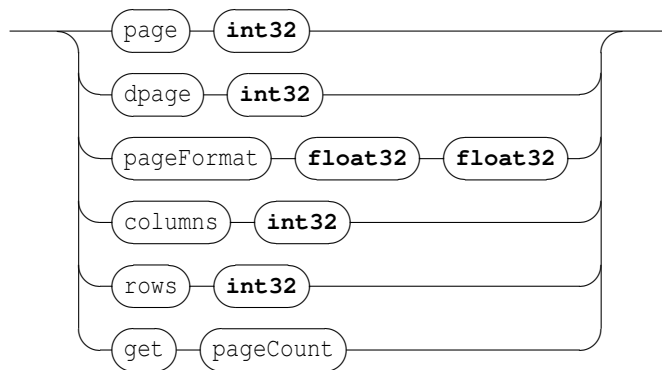 page int32
dpage int32
pageFormat float32 float32
columns int32
rows int32
get pageCount